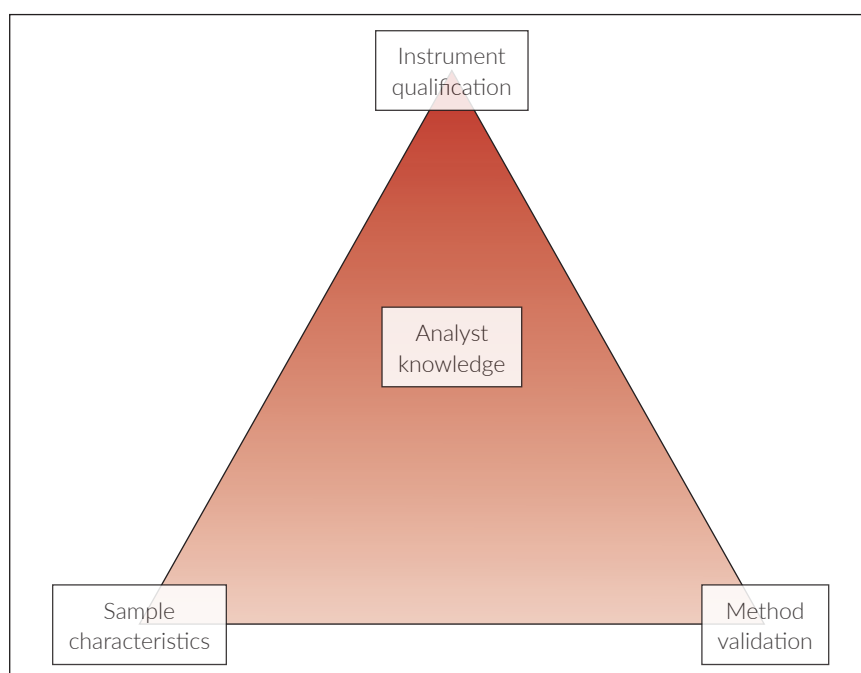 Instrument
qualification
Analyst
knowledge
Sample
characteristics
Method
validation